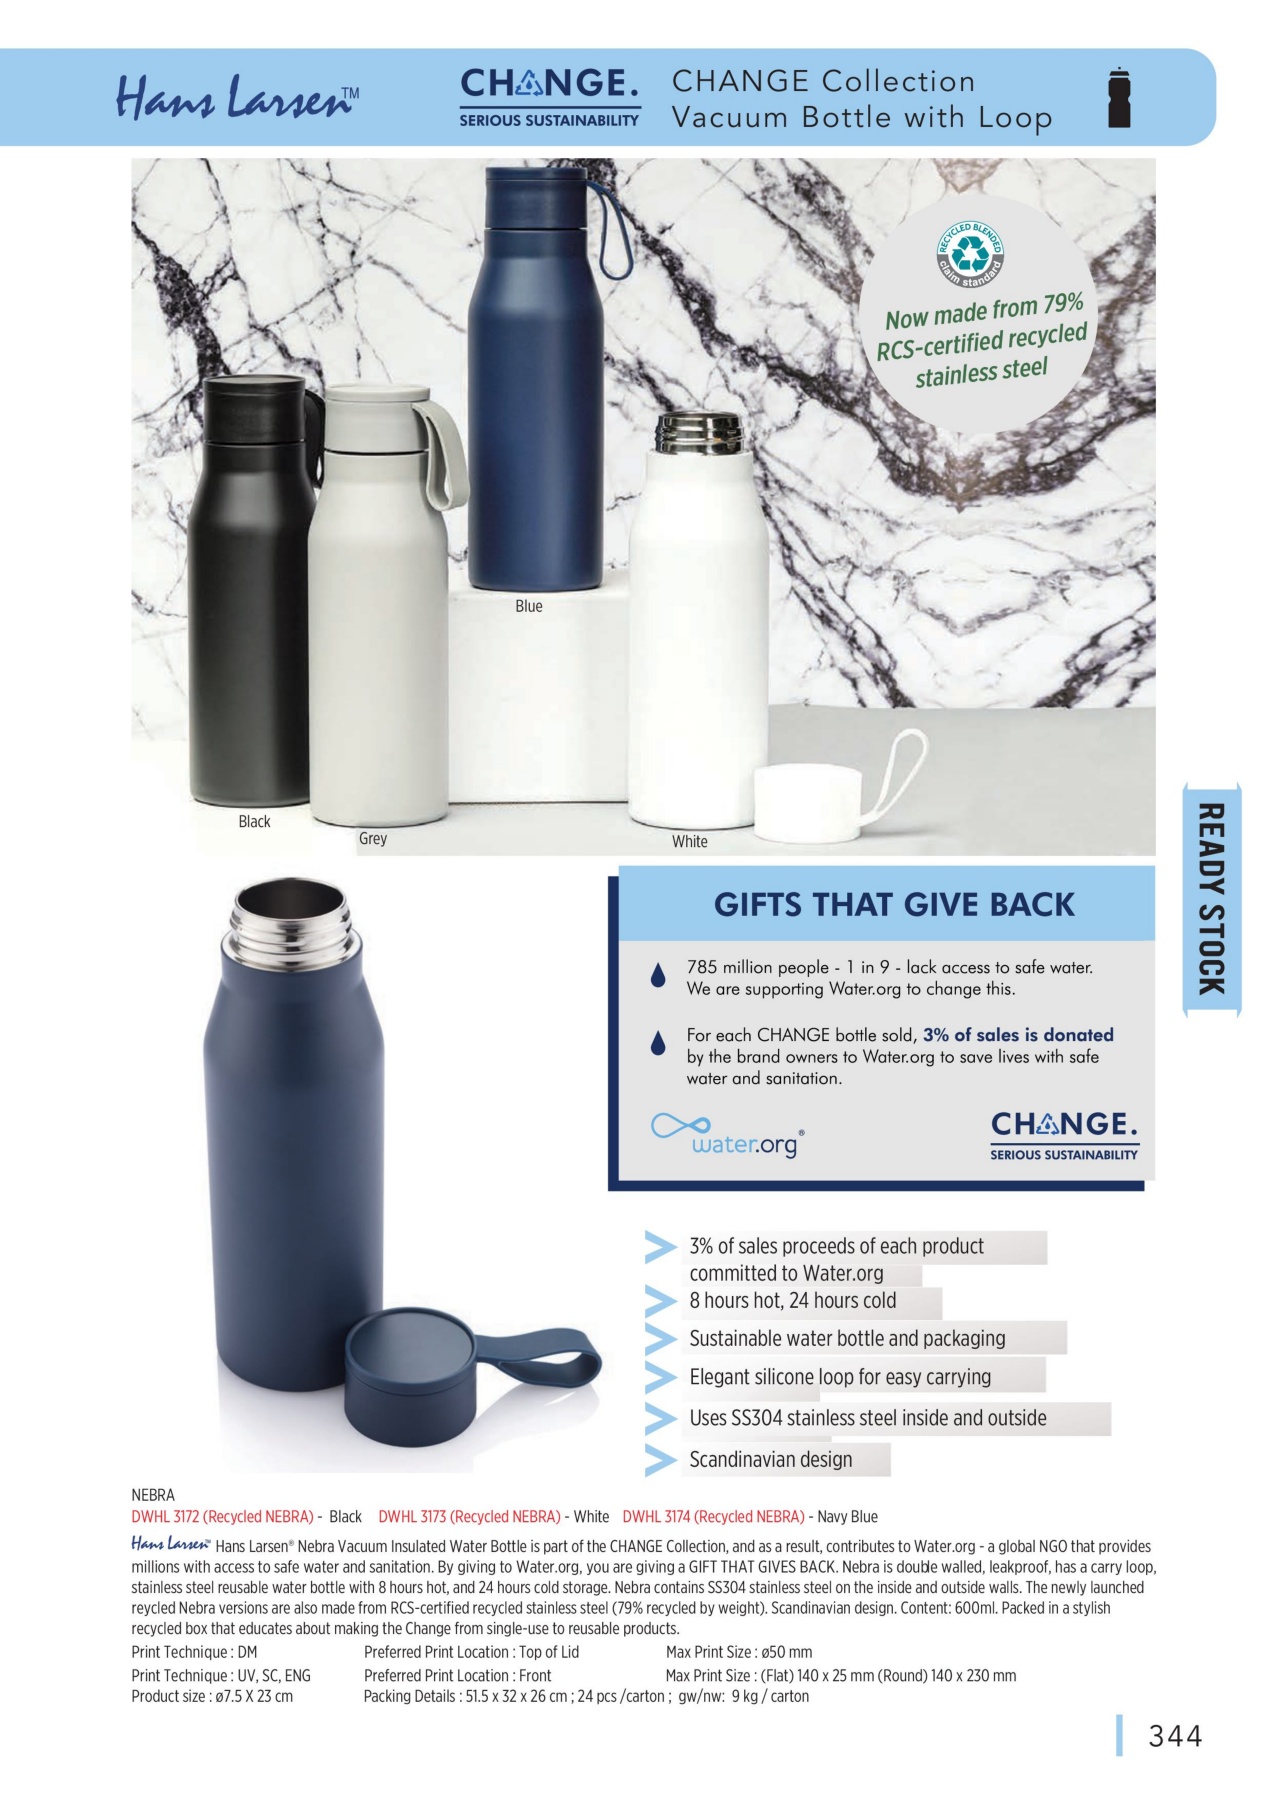 Hans Larsen™
CHANGE.
SERIOUS SUSTAINABILITY
CHANGE Collection
Vacuum Bottle with Loop
RECYCLED BLENDED
claim standard
Now made from 79%
RCS-certified recycled
stainless steel
Blue
Black
Grey
White
READY STOCK
GIFTS THAT GIVE BACK
785 million people - 1 in 9 - lack access to safe water.
We are supporting Water.org to change this.
For each CHANGE bottle sold, 3% of sales is donated
by the brand owners to Water.org to save lives with safe
water and sanitation.
water.org®
CHANGE.
SERIOUS SUSTAINABILITY
3% of sales proceeds of each product
committed to Water.org
8 hours hot, 24 hours cold
Sustainable water bottle and packaging
Elegant silicone loop for easy carrying
Uses SS304 stainless steel inside and outside
Scandinavian design
NEBRA
DWHL 3172 (Recycled NEBRA) - Black DWHL 3173 (Recycled NEBRA) - White DWHL 3174 (Recycled NEBRA) - Navy Blue
Hans Larsen™ Hans Larsen® Nebra Vacuum Insulated Water Bottle is part of the CHANGE Collection, and as a result, contributes to Water.org - a global NGO that provides
millions with access to safe water and sanitation. By giving to Water.org, you are giving a GIFT THAT GIVES BACK. Nebra is double walled, leakproof, has a carry loop,
stainless steel reusable water bottle with 8 hours hot, and 24 hours cold storage. Nebra contains SS304 stainless steel on the inside and outside walls. The newly launched
reycled Nebra versions are also made from RCS-certified recycled stainless steel (79% recycled by weight). Scandinavian design. Content: 600ml. Packed in a stylish
recycled box that educates about making the Change from single-use to reusable products.
Print Technique : DM Preferred Print Location : Top of Lid Max Print Size : ø50 mm
Print Technique : UV, SC, ENG Preferred Print Location : Front Max Print Size : (Flat) 140 x 25 mm (Round) 140 x 230 mm
Product size : ø7.5 X 23 cm Packing Details : 51.5 x 32 x 26 cm ; 24 pcs /carton ; gw/nw: 9 kg / carton
344